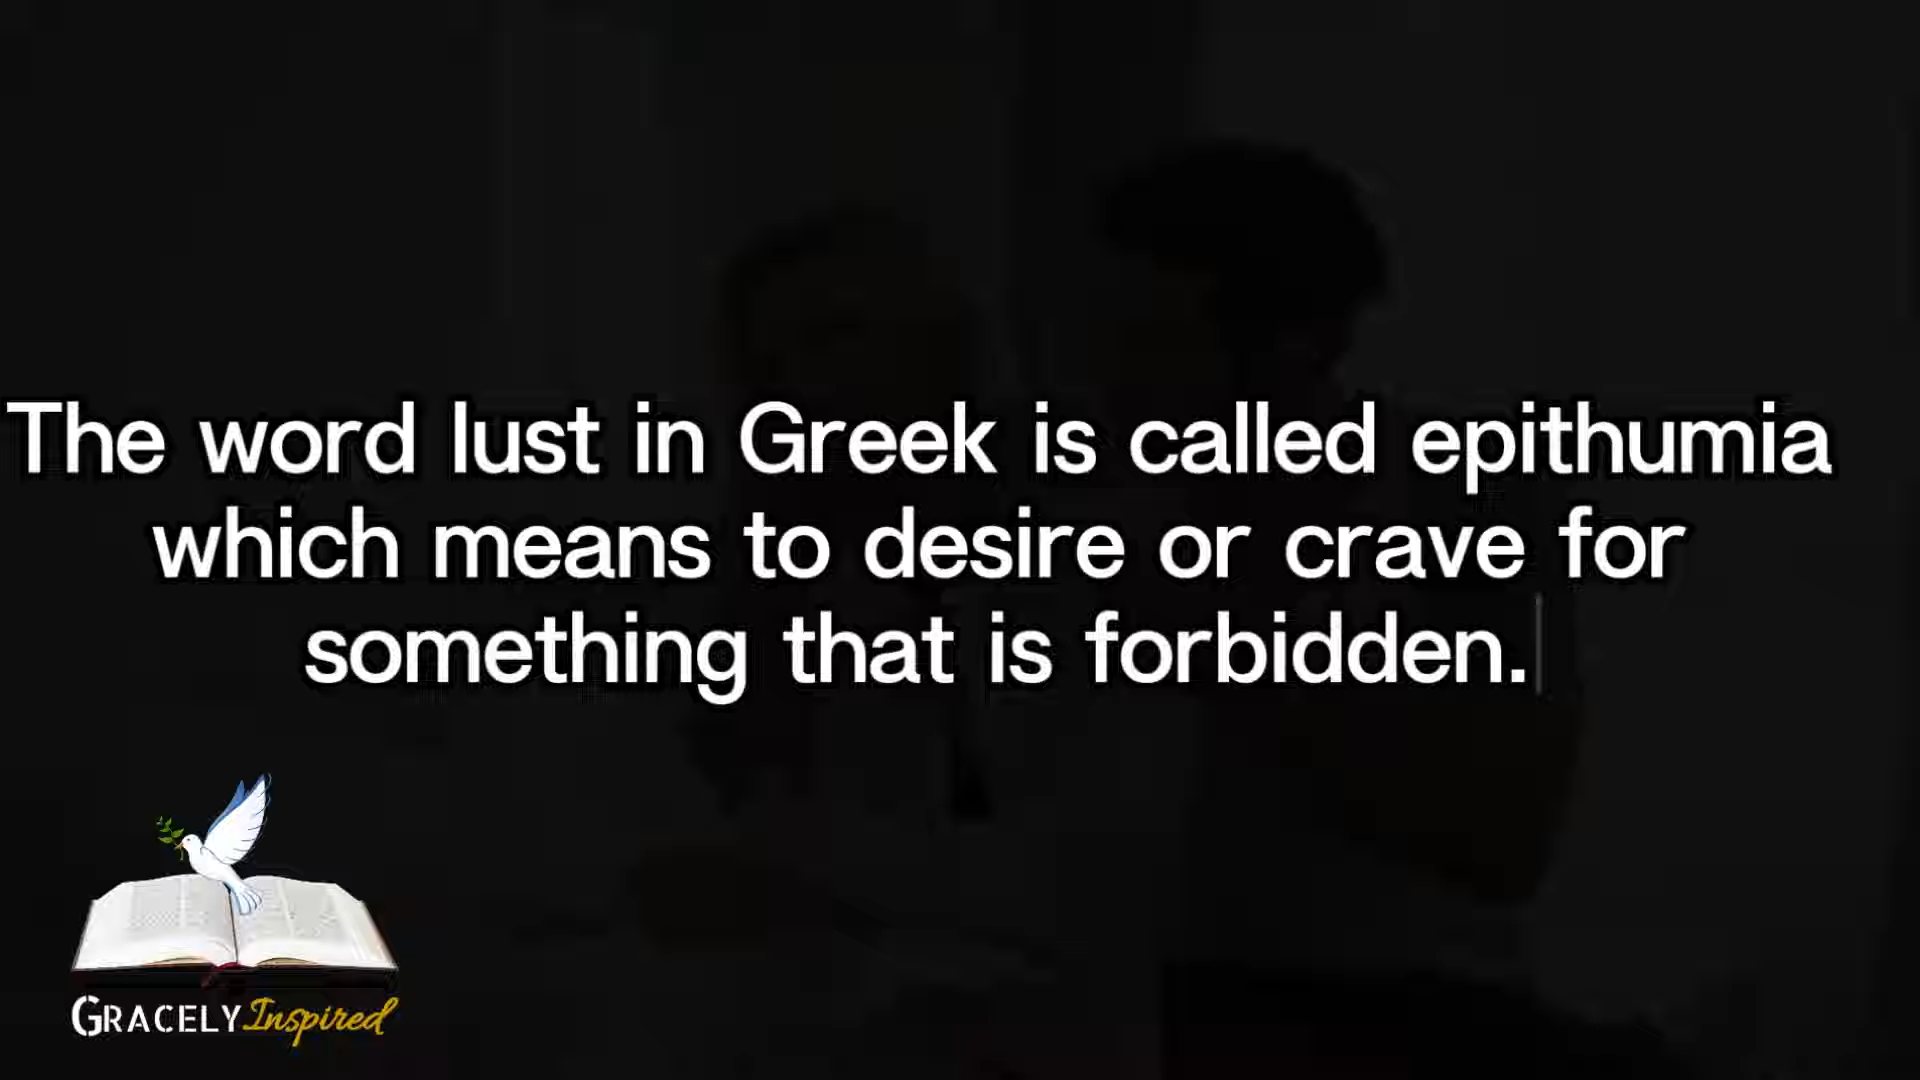 The word lust in Greek is called epithumia
which means to desire or crave for
something that is forbidden.
GRACELY Inspired